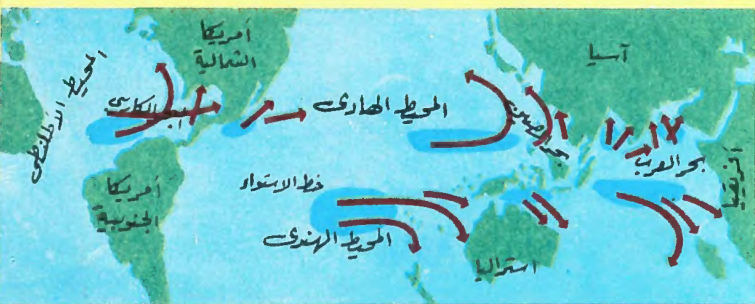 أمريكا
الشمالية
آسيا
المحيط الأطلنطى
البحر الكاريبى
المحيط الهادى
بحر الصين
بحر العرب
أفريقيا
أمريكا
الجنوبية
خط الاستواء
المحيط الهندى
استراليا